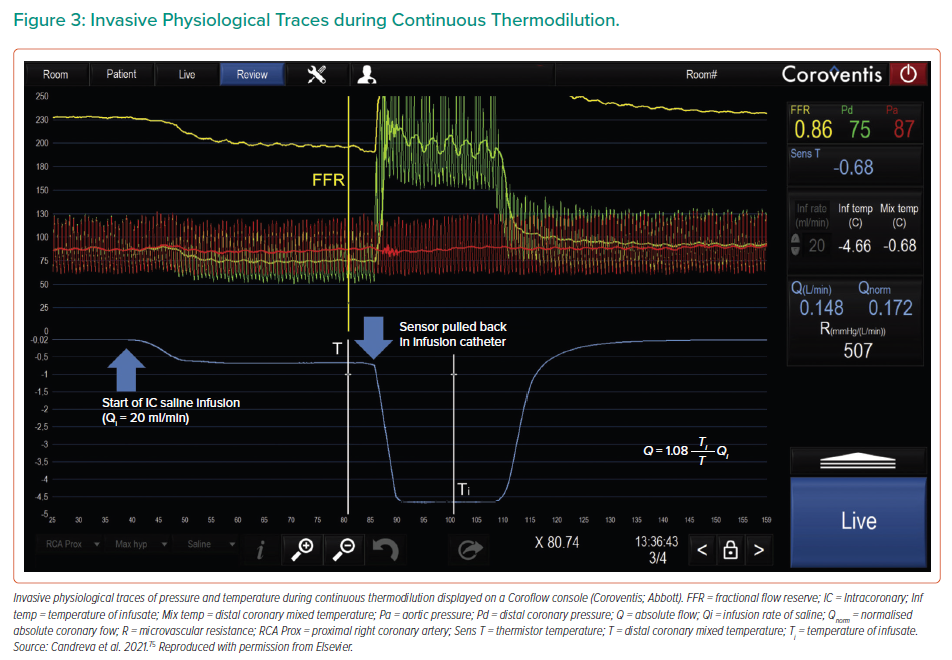 Figure 3: Invasive Physiological Traces during Continuous Thermodilution.
Room Patient Live Review Room# Coroventis
250
230
200
180
150
130
100
75
50
25
0
FFR
FFR Pd Pa
0.86 75 87
Sens T
-0.68
Inf rate (ml/min) Inf temp (C) Mix temp (C)
20 -4.66 -0.68
Q(L/min) Qnorm
0.148 0.172
R(mmHg/(L/min))
507
-0.02
-0.5
-1
-1.5
-2
-2.5
-3
-3.5
-4
-4.5
-5
T
Sensor pulled back
in infusion catheter
Start of IC saline infusion
(Qi = 20 ml/min)
Ti
Q = 1.08 Ti/T Qi
25 30 35 40 45 50 55 60 65 70 75 80 85 90 95 100 105 110 115 120 125 130 135 140 145 150 155 159
RCA Prox Max hyp Saline i X 80.74 13:36:43 < >
3/4
Live
Invasive physiological traces of pressure and temperature during continuous thermodilution displayed on a Coroflow console (Coroventis; Abbott). FFR = fractional flow reserve; IC = Intracoronary; Inf
temp = temperature of infusate; Mix temp = distal coronary mixed temperature; Pa = aortic pressure; Pd = distal coronary pressure; Q = absolute flow; Qi = infusion rate of saline; Qnorm = normalised
absolute coronary fow; R = microvascular resistance; RCA Prox = proximal right coronary artery; Sens T = thermistor temperature; T = distal coronary mixed temperature; Ti = temperature of infusate.
Source: Candreva et al. 2021.75 Reproduced with permission from Elsevier.